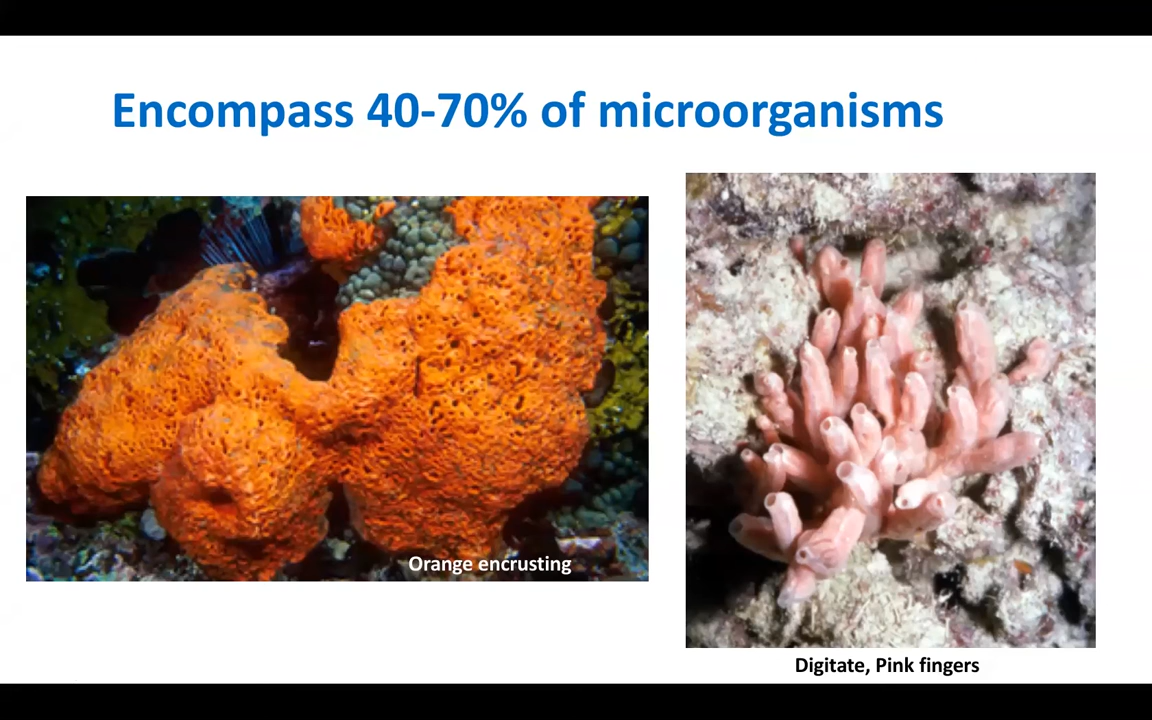 Encompass 40-70% of microorganisms
Orange encrusting
Digitate, Pink fingers